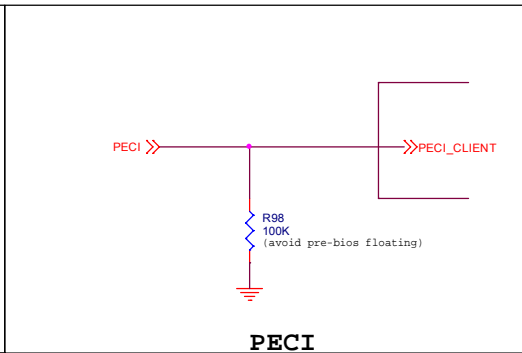 PECI
PECI_CLIENT
R98
100K
(avoid pre-bios floating)
PECI